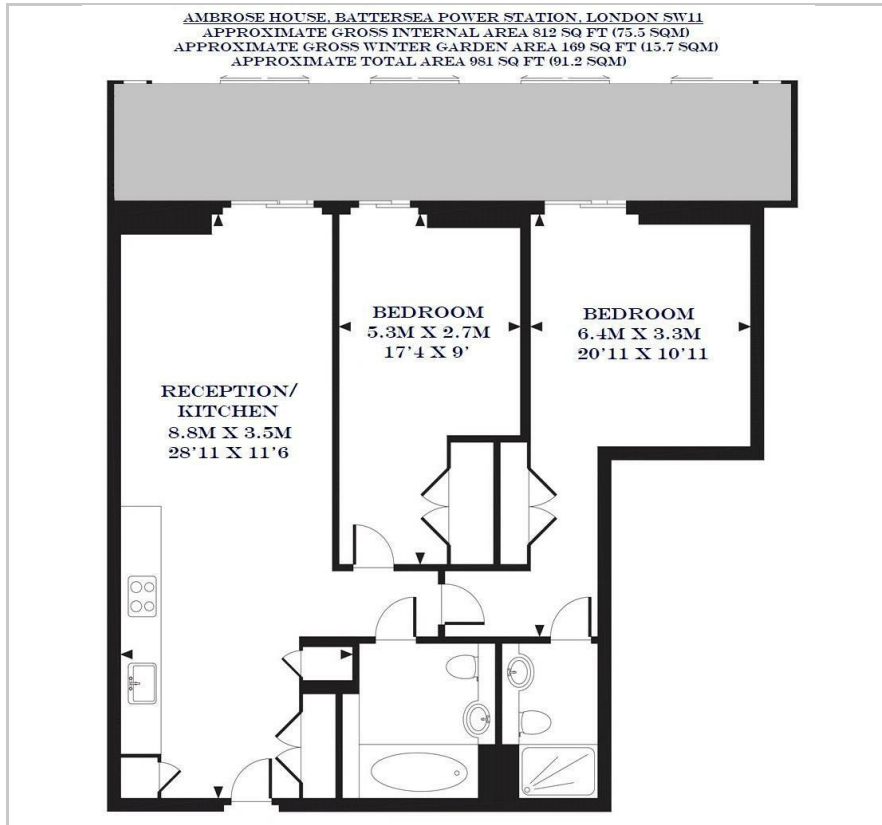 AMBROSE HOUSE, BATTERSEA POWER STATION, LONDON SW11
APPROXIMATE GROSS INTERNAL AREA 812 SQ FT (75.5 SQM)
APPROXIMATE GROSS WINTER GARDEN AREA 169 SQ FT (15.7 SQM)
APPROXIMATE TOTAL AREA 981 SQ FT (91.2 SQM)
BEDROOM
5.3M X 2.7M
17'4 X 9'
BEDROOM
6.4M X 3.3M
20'11 X 10'11
RECEPTION/
KITCHEN
8.8M X 3.5M
28'11 X 11'6